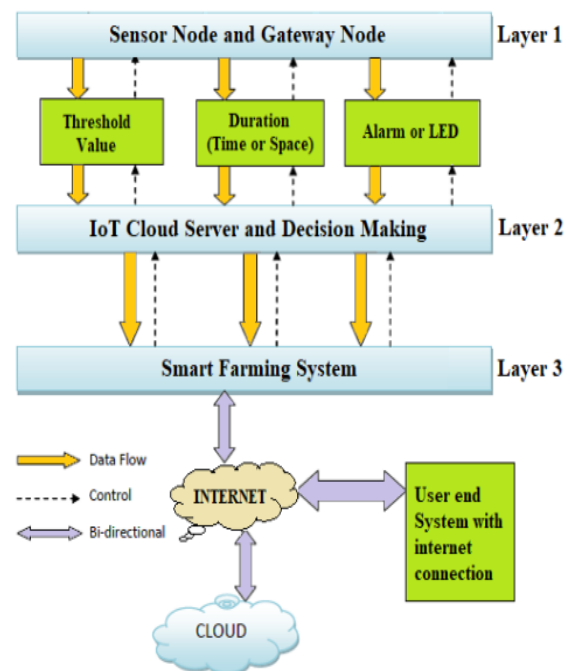 Sensor Node and Gateway Node
Layer 1
Threshold
Value
Duration
(Time or Space)
Alarm or LED
IoT Cloud Server and Decision Making
Layer 2
Smart Farming System
Layer 3
Data Flow
Control
Bi-directional
INTERNET
User end
System with
internet
connection
CLOUD